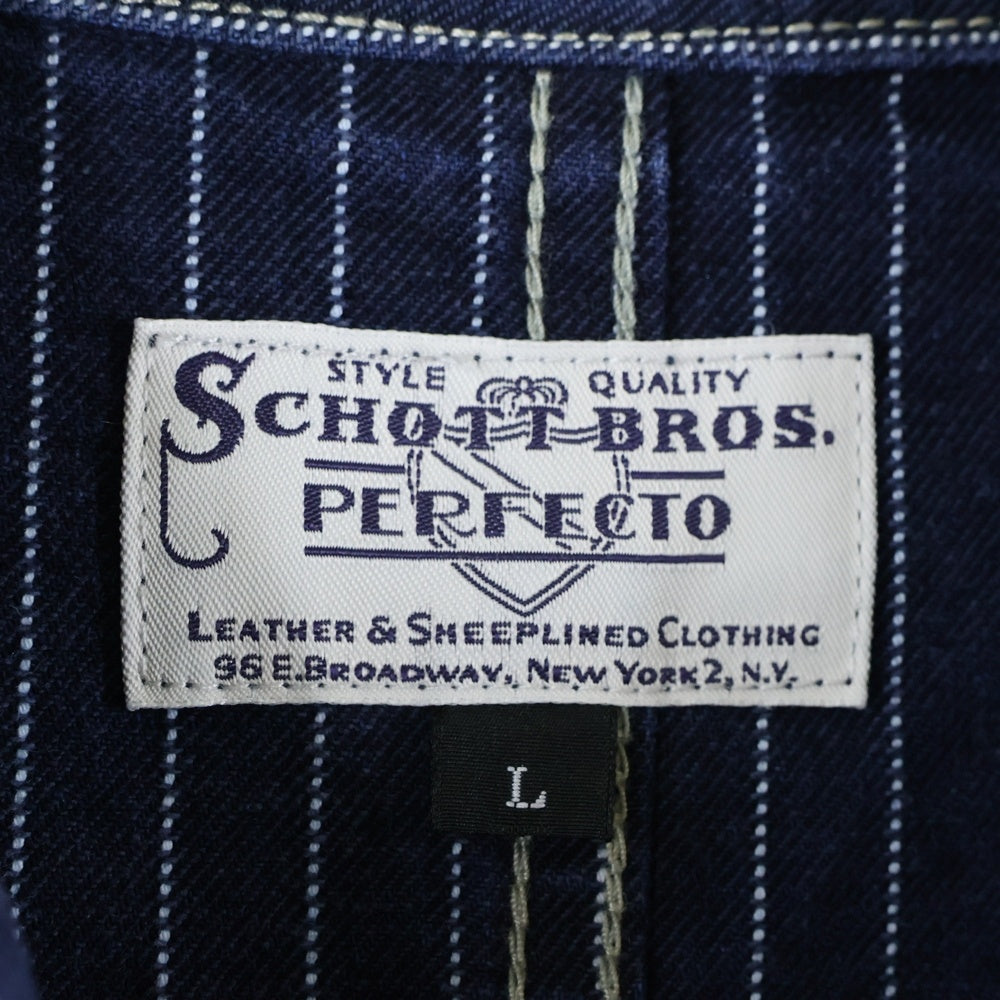 STYLE QUALITY
SCHOTT BROS.
PERFECTO
LEATHER & SHEEPLINED CLOTHING
96 E. BROADWAY, NEW YORK 2, N.Y.
L